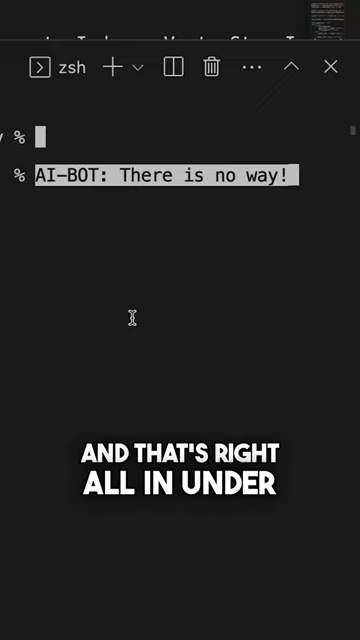 zsh
y %
% AI-BOT: There is no way!
AND THAT'S RIGHT
ALL IN UNDER